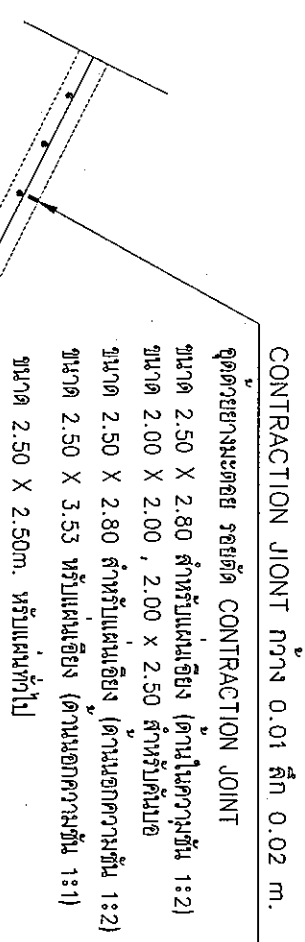 CONTRACTION JIONT กว้าง 0.01 ลึก 0.02 m.
อุดด้วยยางมะตอย รอยตัด CONTRACTION JOINT
ขนาด 2.50 X 2.80 สำหรับแผ่นเอียง (ด้านในความชัน 1:2)
ขนาด 2.00 X 2.00 , 2.00 x 2.50 สำหรับคันบ่อ
ขนาด 2.50 X 2.80 สำหรับแผ่นเอียง (ด้านนอกความชัน 1:2)
ขนาด 2.50 X 3.53 หรับแผ่นเอียง (ด้านนอกความชัน 1:1)
ขนาด 2.50 X 2.50m. หรับแผ่นทั่วไป